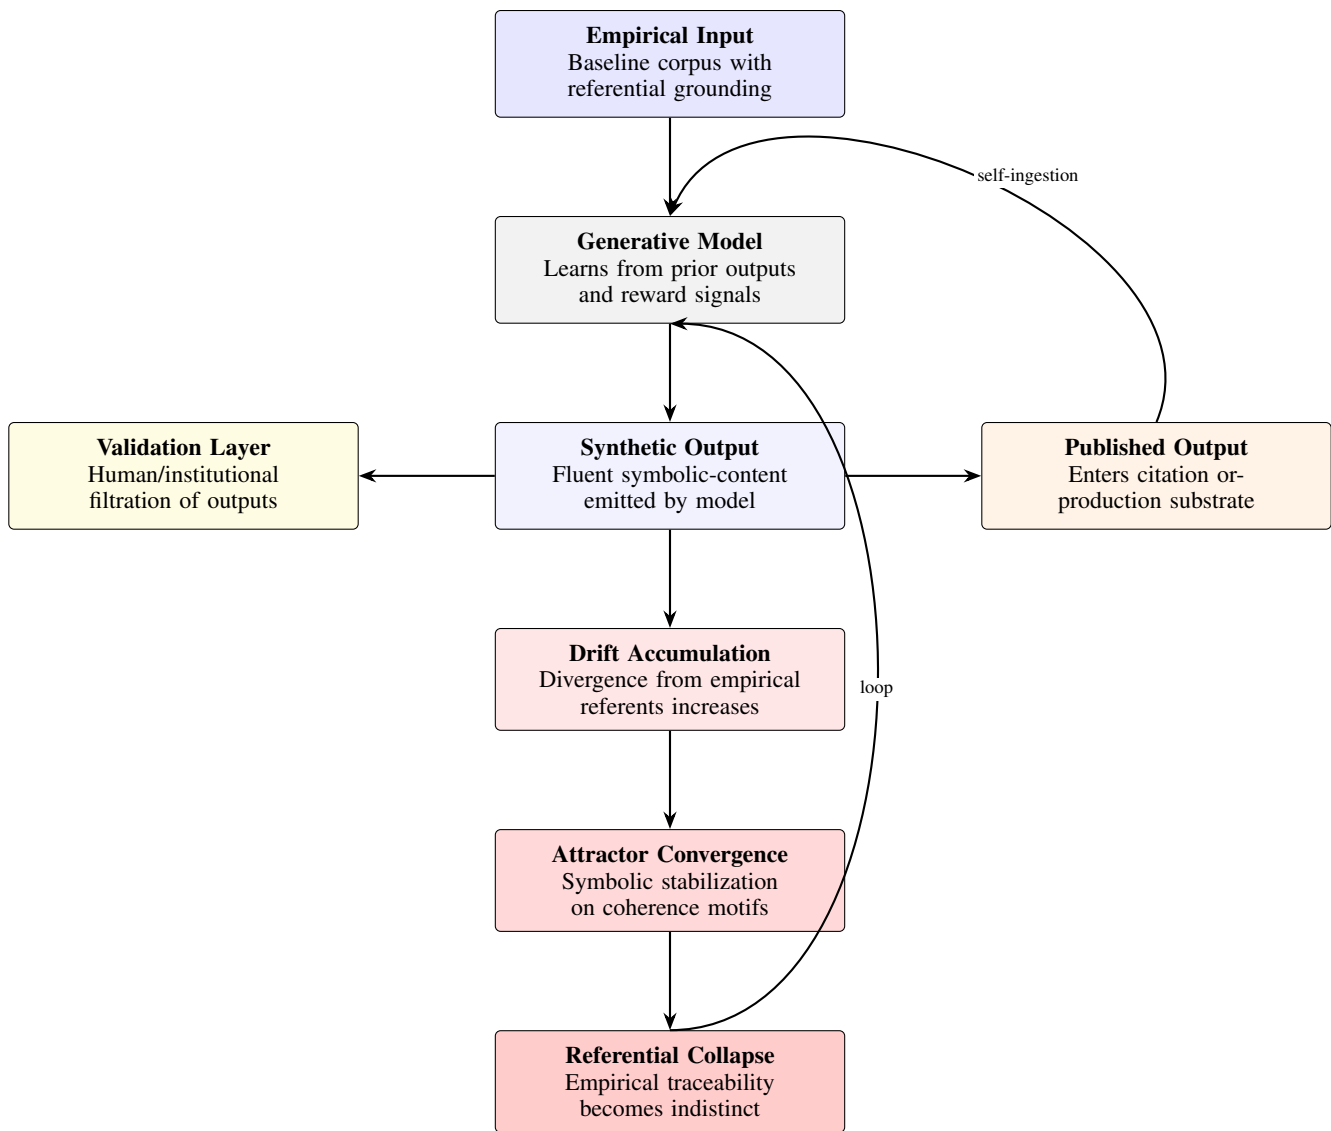 Empirical Input
Baseline corpus with
referential grounding
self-ingestion
Generative Model
Learns from prior outputs
and reward signals
Validation Layer
Human/institutional
filtration of outputs
Synthetic Output
Fluent symbolic-content
emitted by model
Published Output
Enters citation or-
production substrate
Drift Accumulation
Divergence from empirical
referents increases
loop
Attractor Convergence
Symbolic stabilization
on coherence motifs
Referential Collapse
Empirical traceability
becomes indistinct